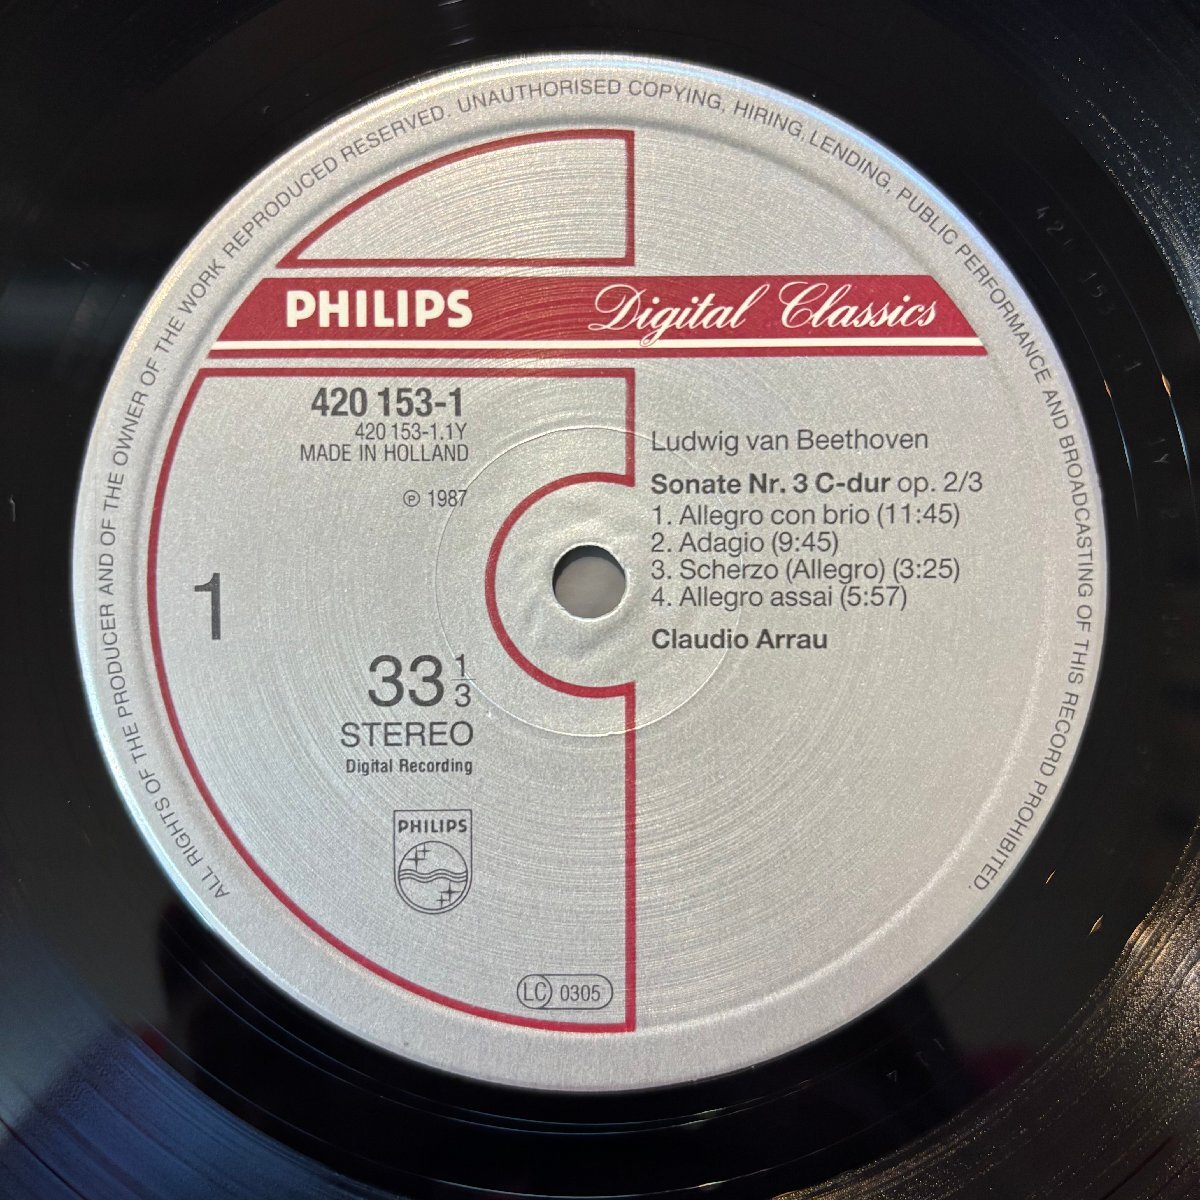 ALL RIGHTS OF THE PRODUCER AND OF THE OWNER OF THE WORK REPRODUCED RESERVED. UNAUTHORISED COPYING, HIRING, LENDING, PUBLIC PERFORMANCE AND BROADCASTING OF THIS RECORD PROHIBITED.
PHILIPS Digital Classics
420 153-1
420 153-1.1Y
MADE IN HOLLAND
℗ 1987
1
33 1/3
STEREO
Digital Recording
PHILIPS
LC 0305
Ludwig van Beethoven
Sonate Nr. 3 C-dur op. 2/3
1. Allegro con brio (11:45)
2. Adagio (9:45)
3. Scherzo (Allegro) (3:25)
4. Allegro assai (5:57)
Claudio Arrau